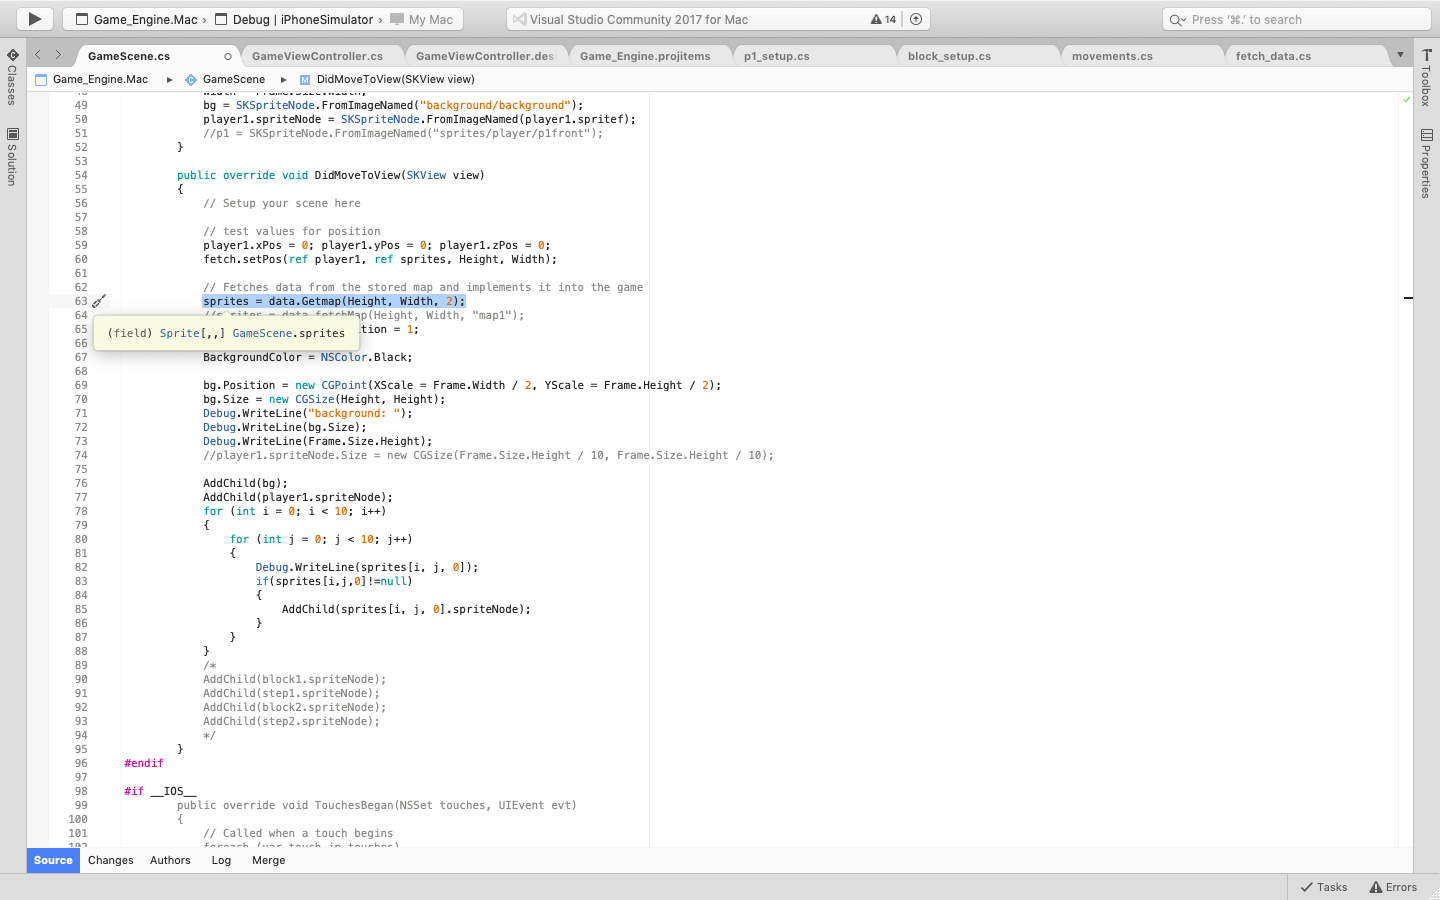 Game_Engine.Mac › Debug | iPhoneSimulator › My Mac
Visual Studio Community 2017 for Mac
14
Press ‘⌘.’ to search
GameScene.cs
GameViewController.cs
GameViewController.des
Game_Engine.projitems
p1_setup.cs
block_setup.cs
movements.cs
fetch_data.cs
Classes
Solution
Toolbox
Properties
Game_Engine.Mac ▸ GameScene ▸ DidMoveToView(SKView view)
49 bg = SKSpriteNode.FromImageNamed("background/background");
50 player1.spriteNode = SKSpriteNode.FromImageNamed(player1.spritef);
51 //p1 = SKSpriteNode.FromImageNamed("sprites/player/p1front");
52 }
53
54 public override void DidMoveToView(SKView view)
55 {
56 // Setup your scene here
57
58 // test values for position
59 player1.xPos = 0; player1.yPos = 0; player1.zPos = 0;
60 fetch.setPos(ref player1, ref sprites, Height, Width);
61
62 // Fetches data from the stored map and implements it into the game
63 sprites = data.Getmap(Height, Width, 2);
64 //sprites = data.fetchMap(Height, Width, "map1");
65 tion = 1;
(field) Sprite[,,] GameScene.sprites
66
67 BackgroundColor = NSColor.Black;
68
69 bg.Position = new CGPoint(XScale = Frame.Width / 2, YScale = Frame.Height / 2);
70 bg.Size = new CGSize(Height, Height);
71 Debug.WriteLine("background: ");
72 Debug.WriteLine(bg.Size);
73 Debug.WriteLine(Frame.Size.Height);
74 //player1.spriteNode.Size = new CGSize(Frame.Size.Height / 10, Frame.Size.Height / 10);
75
76 AddChild(bg);
77 AddChild(player1.spriteNode);
78 for (int i = 0; i < 10; i++)
79 {
80 for (int j = 0; j < 10; j++)
81 {
82 Debug.WriteLine(sprites[i, j, 0]);
83 if(sprites[i,j,0]!=null)
84 {
85 AddChild(sprites[i, j, 0].spriteNode);
86 }
87 }
88 }
89 /*
90 AddChild(block1.spriteNode);
91 AddChild(step1.spriteNode);
92 AddChild(block2.spriteNode);
93 AddChild(step2.spriteNode);
94 */
95 }
96 #endif
97
98 #if __IOS__
99 public override void TouchesBegan(NSSet touches, UIEvent evt)
100 {
101 // Called when a touch begins
102 foreach (var touch in touches)
Source Changes Authors Log Merge
Tasks Errors